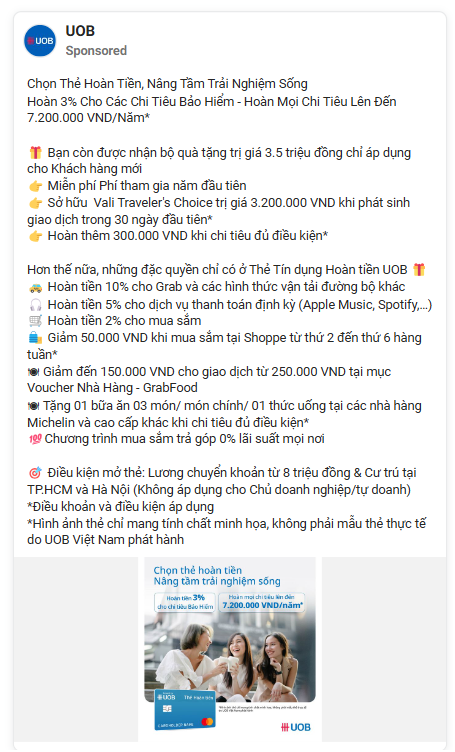 UOB
UOB
Sponsored
Chọn Thẻ Hoàn Tiền, Nâng Tầm Trải Nghiệm Sống
Hoàn 3% Cho Các Chi Tiêu Bảo Hiểm - Hoàn Mọi Chi Tiêu Lên Đến
7.200.000 VND/Năm*
🎁 Bạn còn được nhận bộ quà tặng trị giá 3.5 triệu đồng chỉ áp dụng
cho Khách hàng mới
👉 Miễn phí Phí tham gia năm đầu tiên
👉 Sở hữu Vali Traveler's Choice trị giá 3.200.000 VND khi phát sinh
giao dịch trong 30 ngày đầu tiên*
👉 Hoàn thêm 300.000 VND khi chi tiêu đủ điều kiện*
Hơn thế nữa, những đặc quyền chỉ có ở Thẻ Tín dụng Hoàn tiền UOB 🎁
🚕 Hoàn tiền 10% cho Grab và các hình thức vận tải đường bộ khác
🎧 Hoàn tiền 5% cho dịch vụ thanh toán định kỳ (Apple Music, Spotify,...)
🛒 Hoàn tiền 2% cho mua sắm
🛍️ Giảm 50.000 VND khi mua sắm tại Shoppe từ thứ 2 đến thứ 6 hàng
tuần*
🍽️ Giảm đến 150.000 VND cho giao dịch từ 250.000 VND tại mục
Voucher Nhà Hàng - GrabFood
🍽️ Tặng 01 bữa ăn 03 món/ món chính/ 01 thức uống tại các nhà hàng
Michelin và cao cấp khác khi chi tiêu đủ điều kiện*
💯Chương trình mua sắm trả góp 0% lãi suất mọi nơi
🎯 Điều kiện mở thẻ: Lương chuyển khoản từ 8 triệu đồng & Cư trú tại
TP.HCM và Hà Nội (Không áp dụng cho Chủ doanh nghiệp/tự doanh)
*Điều khoản và điều kiện áp dụng
*Hình ảnh thẻ chỉ mang tính chất minh họa, không phải mẫu thẻ thực tế
do UOB Việt Nam phát hành
Chọn thẻ hoàn tiền
Nâng tầm trải nghiệm sống
Hoàn tiền 3%
cho chi tiêu Bảo Hiểm
Hoàn mọi chi tiêu lên đến
7.200.000 VND/năm*
UOB
Thẻ Hoàn tiền
UOB